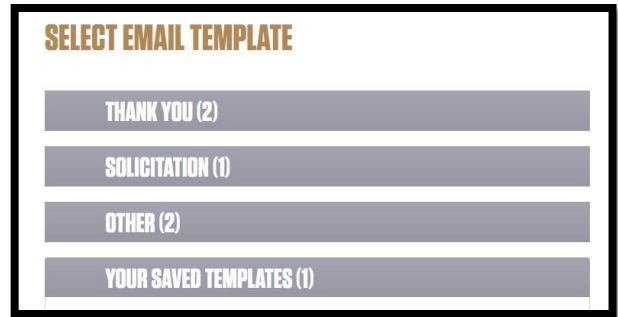 SELECT EMAIL TEMPLATE
THANK YOU (2)
SOLICITATION (1)
OTHER (2)
YOUR SAVED TEMPLATES (1)